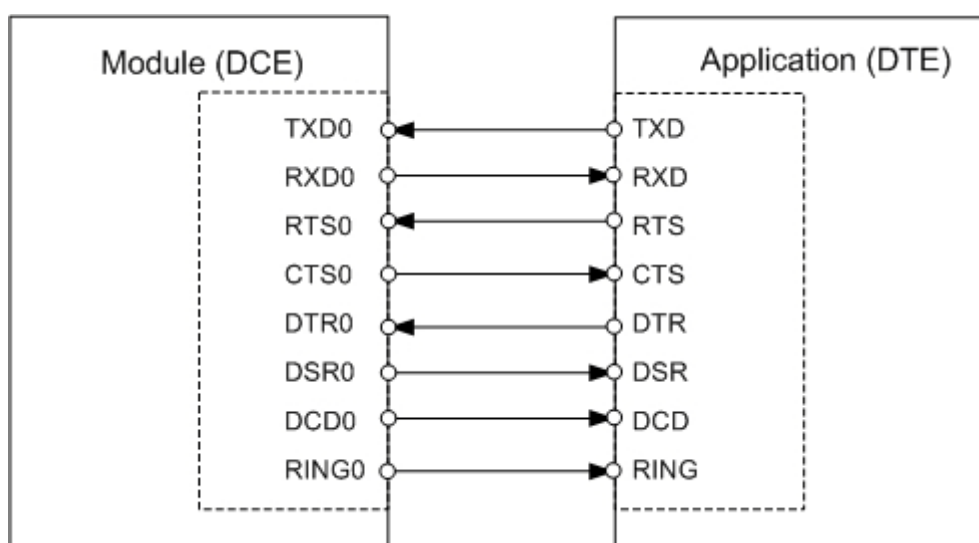 Module (DCE)
Application (DTE)
TXD0
TXD
RXD0
RXD
RTS0
RTS
CTS0
CTS
DTR0
DTR
DSR0
DSR
DCD0
DCD
RING0
RING